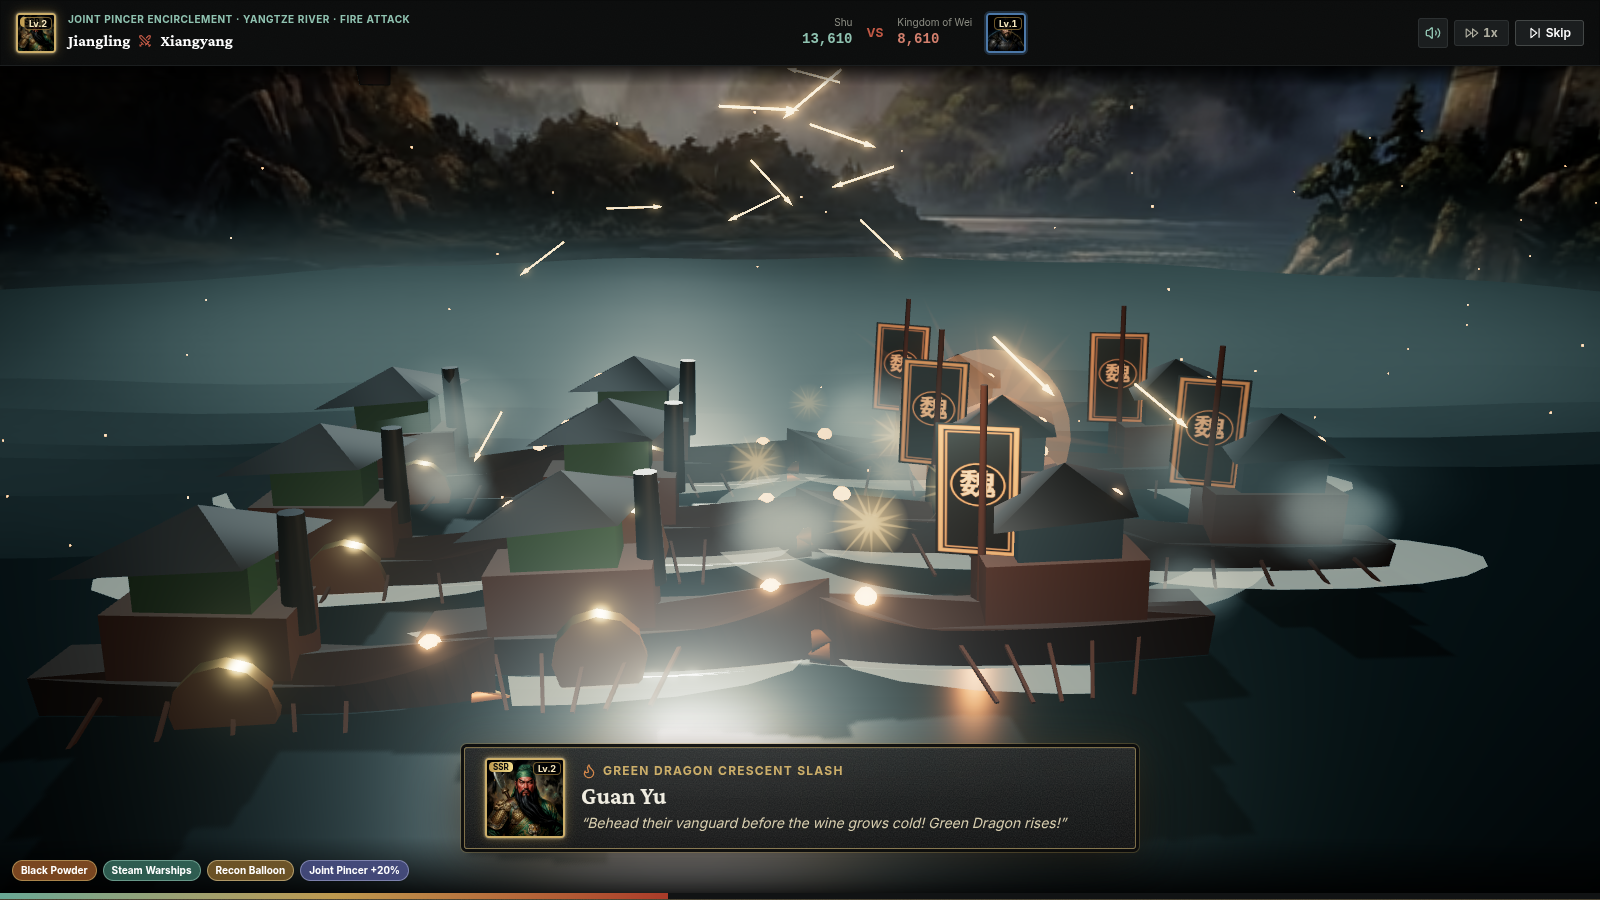 Lv.2
JOINT PINCER ENCIRCLEMENT · YANGTZE RIVER · FIRE ATTACK
Jiangling Xiangyang
Shu
13,610
VS
Kingdom of Wei
8,610
Lv.1
1x
Skip
魏
魏
魏
魏
魏
SSR
Lv.2
GREEN DRAGON CRESCENT SLASH
Guan Yu
“Behead their vanguard before the wine grows cold! Green Dragon rises!”
Black Powder
Steam Warships
Recon Balloon
Joint Pincer +20%